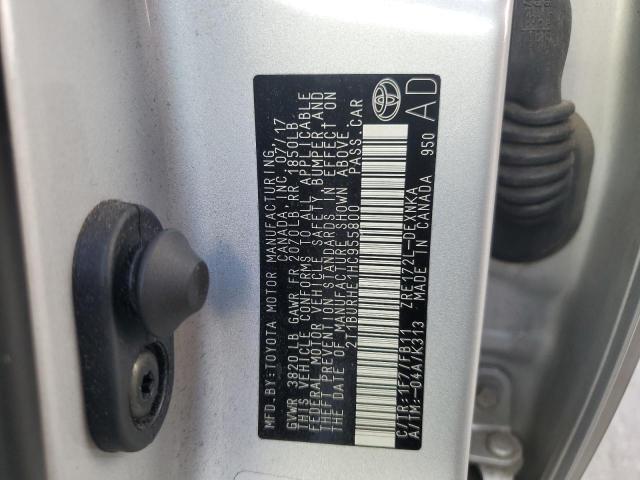 MFD.BY:TOYOTA MOTOR MANUFACTURING
CANADA, INC. 07/17
GVWR 3820 LB GAWR FR 2070LB RR 1850LB
THIS VEHICLE CONFORMS TO ALL APPLICABLE
FEDERAL MOTOR VEHICLE SAFETY, BUMPER, AND
THEFT PREVENTION STANDARDS IN EFFECT ON
THE DATE OF MANUFACTURE SHOWN ABOVE.
2T1BURHE1HC955800 PASS.CAR
C/TR:1F7/FB11 ZRE172L-DEXNKA
A/TM:-04A/K313 MADE IN CANADA 950
AD